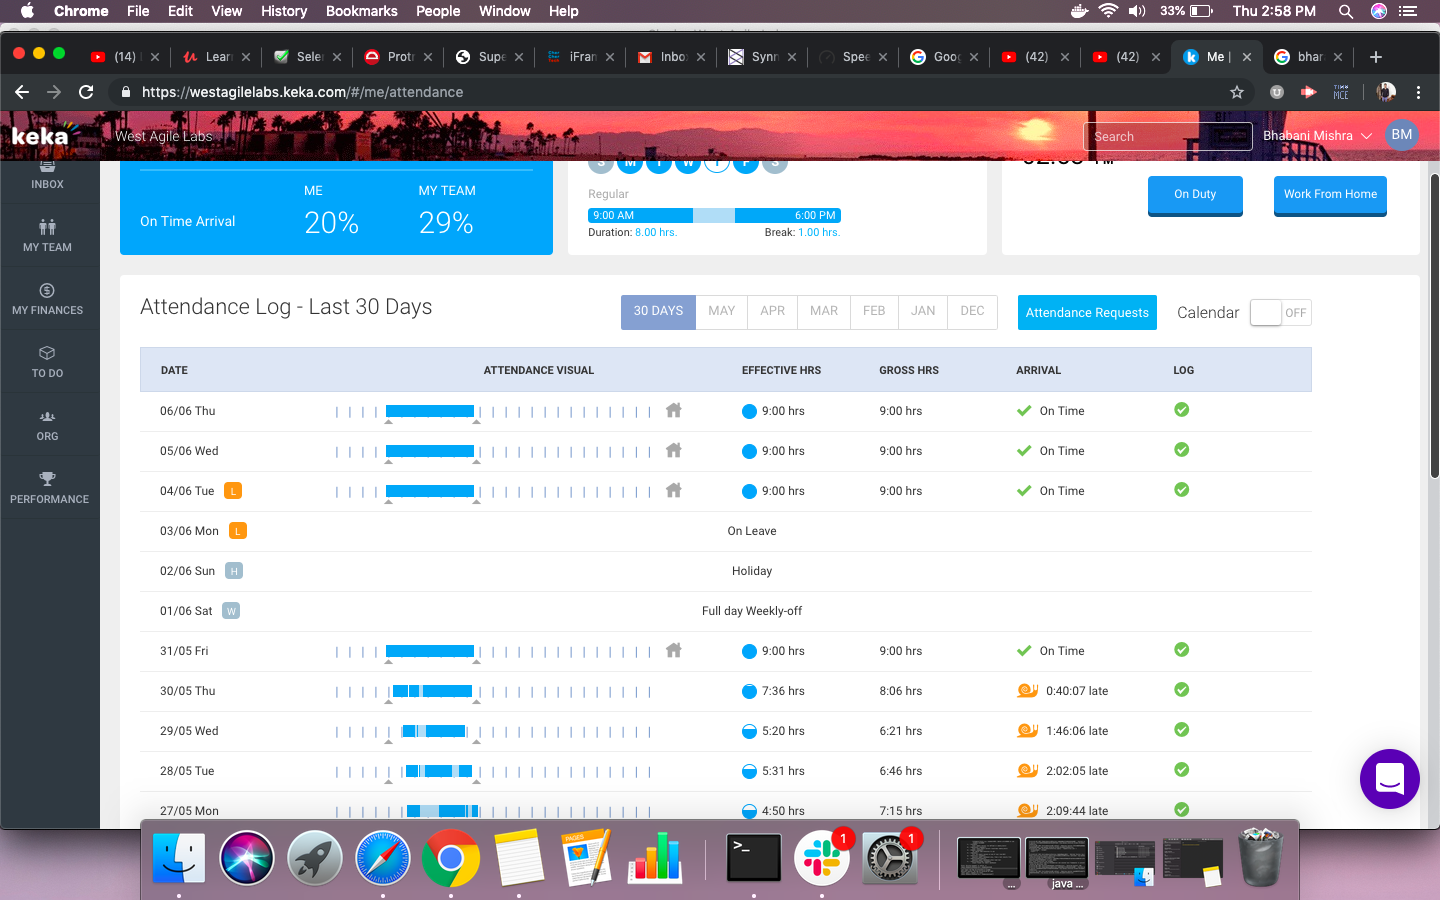 Chrome File Edit View History Bookmarks People Window Help 33% Thu 2:58 PM
(14) Learn Selen Protr Supe iFran Inbox Synn Spee Goog (42) (42) Me | bhar
https://westagilelabs.keka.com/#/me/attendance
keka West Agile Labs Search Bhabani Mishra BM
S M T W T F S
INBOX
MY TEAM
MY FINANCES
TO DO
ORG
PERFORMANCE
ME MY TEAM
On Time Arrival 20% 29%
Regular
9:00 AM 6:00 PM
Duration: 8.00 hrs. Break: 1.00 hrs.
On Duty Work From Home
Attendance Log - Last 30 Days
30 DAYS MAY APR MAR FEB JAN DEC
Attendance Requests
Calendar OFF
DATE ATTENDANCE VISUAL EFFECTIVE HRS GROSS HRS ARRIVAL LOG
06/06 Thu 9:00 hrs 9:00 hrs On Time
05/06 Wed 9:00 hrs 9:00 hrs On Time
04/06 Tue L 9:00 hrs 9:00 hrs On Time
03/06 Mon L On Leave
02/06 Sun H Holiday
01/06 Sat W Full day Weekly-off
31/05 Fri 9:00 hrs 9:00 hrs On Time
30/05 Thu 7:36 hrs 8:06 hrs 0:40:07 late
29/05 Wed 5:20 hrs 6:21 hrs 1:46:06 late
28/05 Tue 5:31 hrs 6:46 hrs 2:02:05 late
27/05 Mon 4:50 hrs 7:15 hrs 2:09:44 late
PAGES
>_
1
1
...
java ...